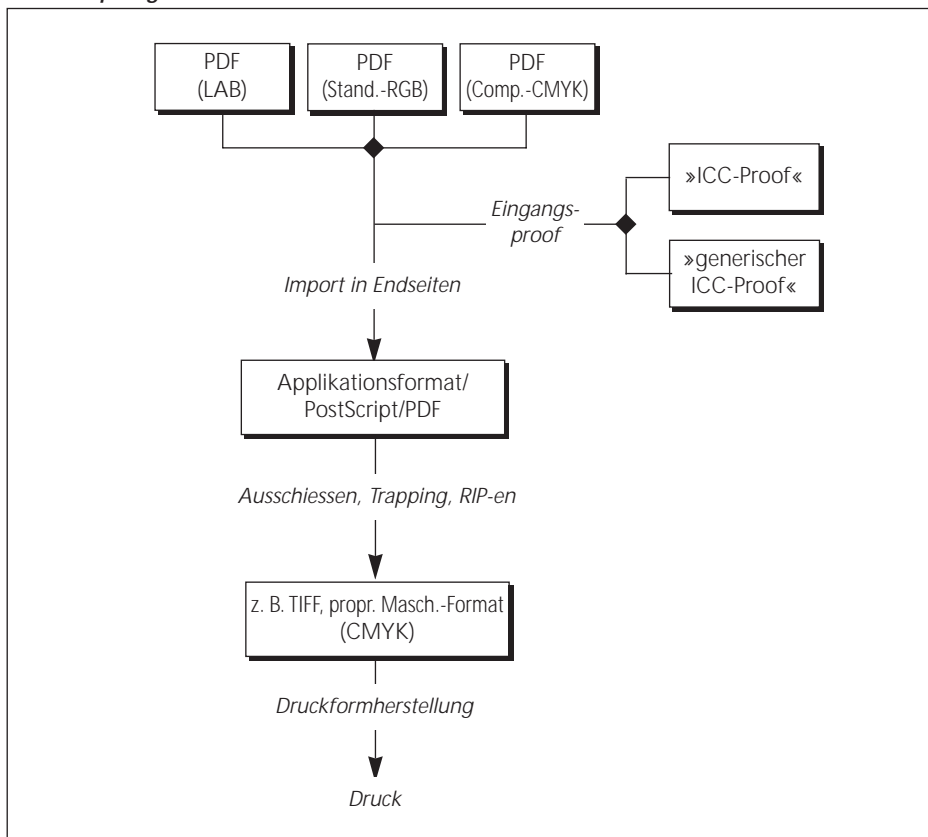 PDF
(LAB)
PDF
(Stand.-RGB)
PDF
(Comp.-CMYK)
»ICC-Proof«
Eingangs-
proof
»generischer
ICC-Proof«
Import in Endseiten
Applikationsformat/
PostScript/PDF
Ausschiessen, Trapping, RIP-en
z. B. TIFF, propr. Masch.-Format
(CMYK)
Druckformherstellung
Druck